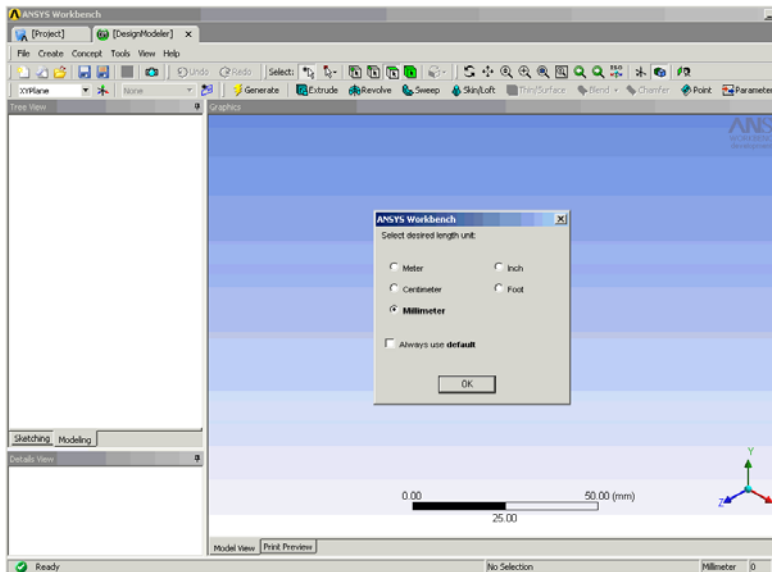 ANSYS Workbench
[Project] [DesignModeler]
File Create Concept Tools View Help
Undo Redo Select:
XYPlane None Generate Extrude Revolve Sweep Skin/Loft Thin/Surface Blend Chamfer Point Parameter
Tree View
Graphics
ANS
ANSYS Workbench
Select desired length unit:
Meter Inch
Centimeter Foot
Millimeter
Always use default
OK
Sketching Modeling
Details View
0.00 50.00 (mm)
25.00
Y
Z
Model View Print Preview
Ready No Selection Millimeter 0